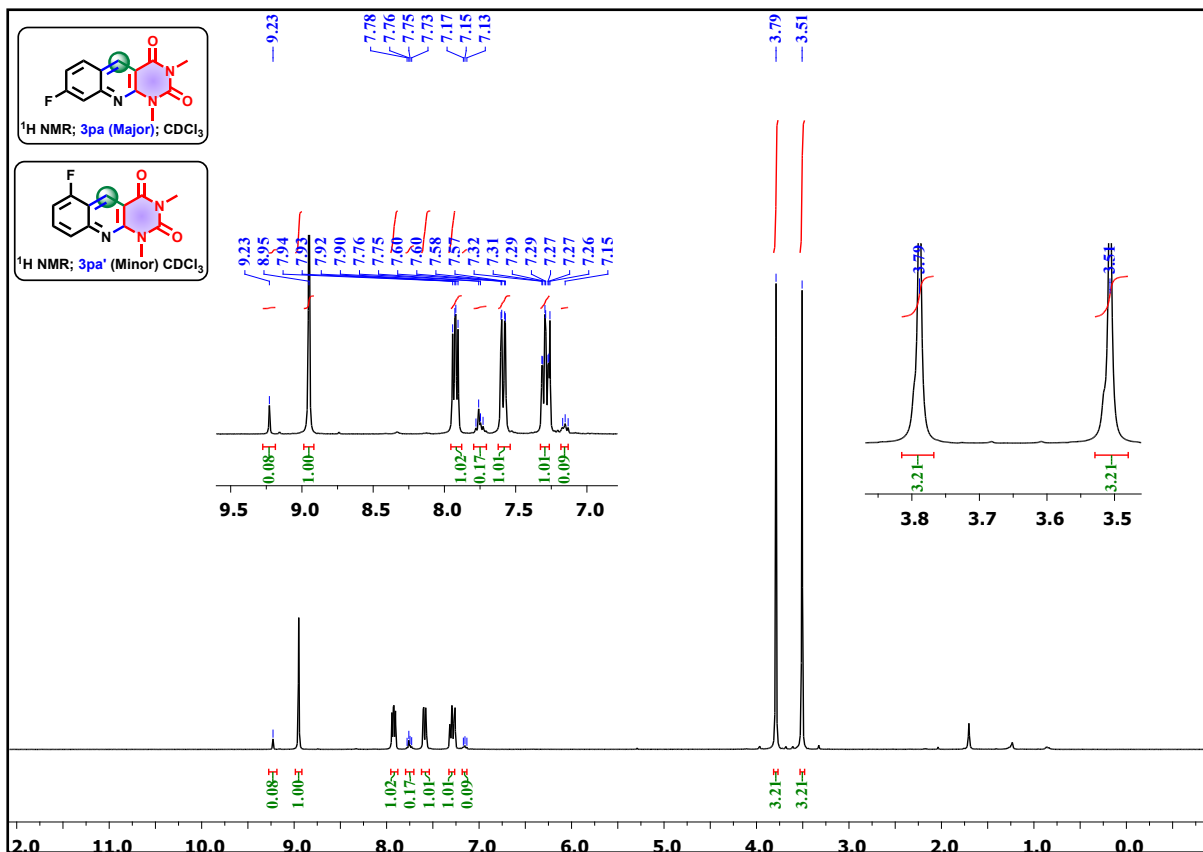 9.23
7.78
7.76
7.75
7.73
7.17
7.15
7.13
3.79
3.51
O
N
O
N
N
F
¹H NMR; 3pa (Major); CDCl₃
F
O
N
O
N
N
¹H NMR; 3pa' (Minor) CDCl₃
9.23
8.95
7.94
7.93
7.92
7.90
7.76
7.75
7.60
7.60
7.58
7.57
7.32
7.31
7.29
7.29
7.27
7.27
7.26
7.15
3.79
3.51
0.08
1.00
1.02
0.17
1.01
1.01
0.09
9.5 9.0 8.5 8.0 7.5 7.0
3.21
3.21
3.8 3.7 3.6 3.5
0.08
1.00
1.02
0.17
1.01
1.01
0.09
3.21
3.21
12.0 11.0 10.0 9.0 8.0 7.0 6.0 5.0 4.0 3.0 2.0 1.0 0.0